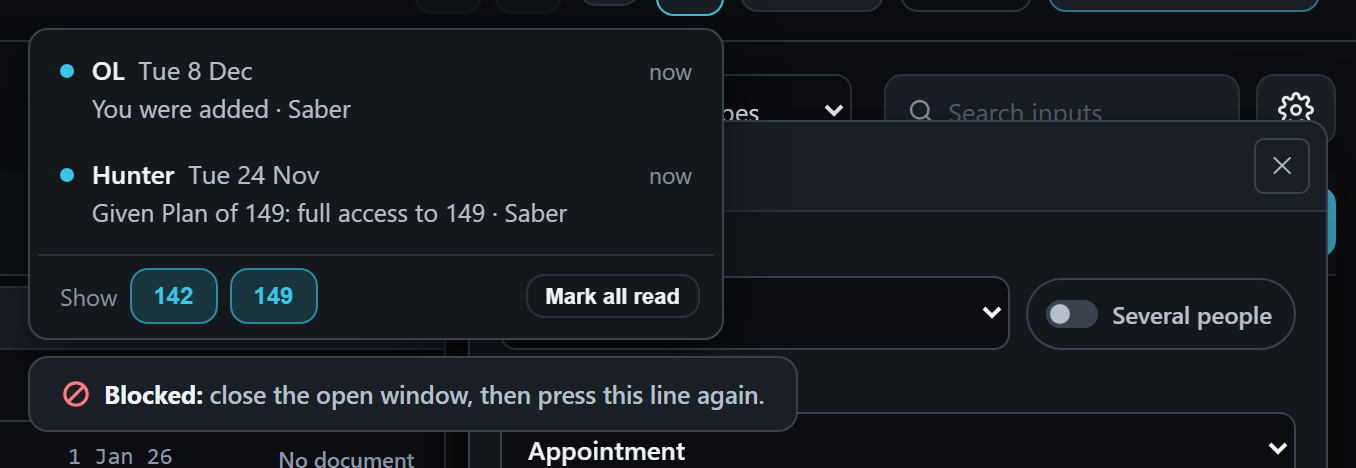 OL Tue 8 Dec now
You were added · Saber
Search inputs
Hunter Tue 24 Nov now
Given Plan of 149: full access to 149 · Saber
Show 142 149 Mark all read
Several people
Blocked: close the open window, then press this line again.
Appointment
1 Jan 26 No document